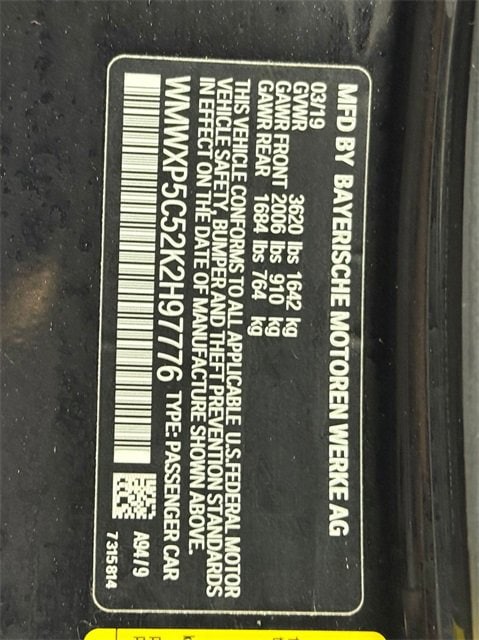 MFD BY BAYERISCHE MOTOREN WERKE AG
03/19
GVWR 3620 lbs 1642 kg
GAWR FRONT 2006 lbs 910 kg
GAWR REAR 1684 lbs 764 kg
THIS VEHICLE CONFORMS TO ALL APPLICABLE U.S.FEDERAL MOTOR
VEHICLE SAFETY, BUMPER AND THEFT PREVENTION STANDARDS
IN EFFECT ON THE DATE OF MANUFACTURE SHOWN ABOVE.
WMWXP5C52K2H97776 TYPE: PASSENGER CAR
A94/9
7315814